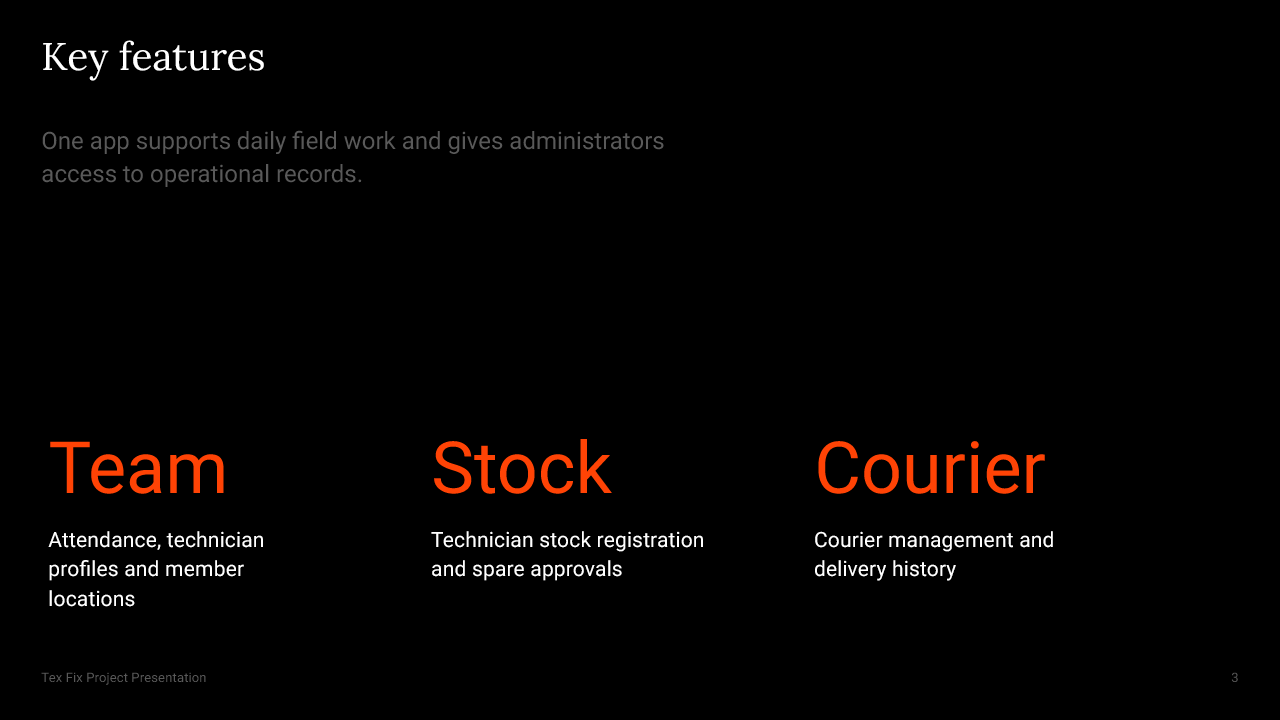 Key features
One app supports daily field work and gives administrators
access to operational records.
Team
Attendance, technician
profiles and member
locations
Stock
Technician stock registration
and spare approvals
Courier
Courier management and
delivery history
Tex Fix Project Presentation
3